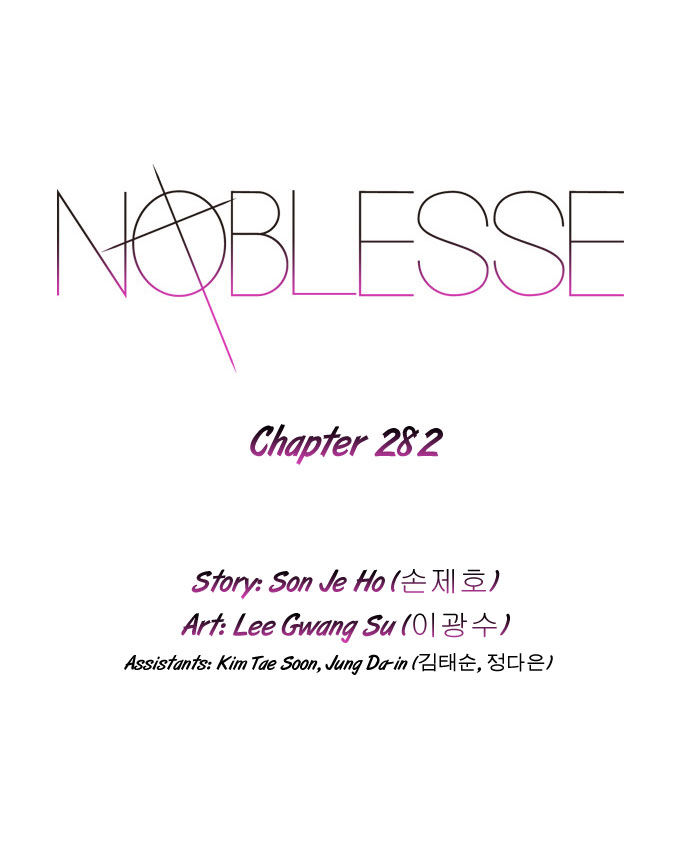 NOBLESSE
Chapter 282
Story: Son Je Ho (손제호)
Art: Lee Gwang Su (이광수)
Assistants: Kim Tae Soon, Jung Da-in (김태순, 정다은)